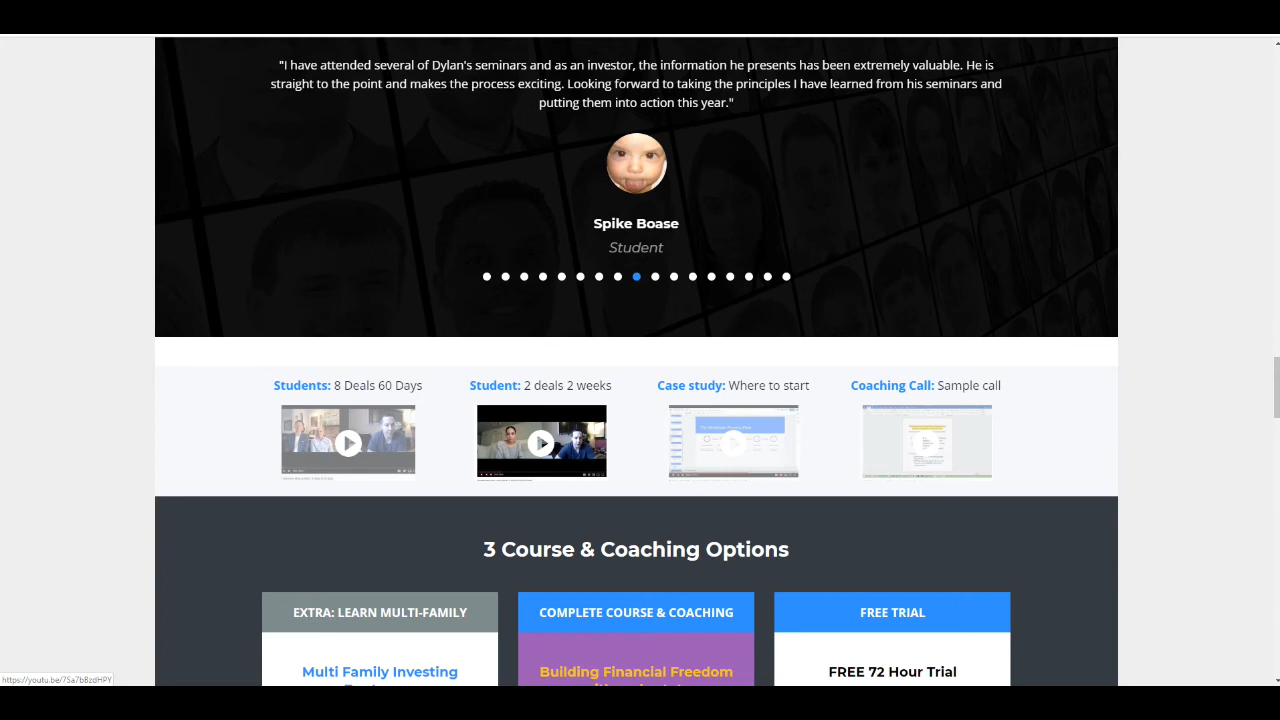 "I have attended several of Dylan's seminars and as an investor, the information he presents has been extremely valuable. He is
straight to the point and makes the process exciting. Looking forward to taking the principles I have learned from his seminars and
putting them into action this year."
Spike Boase
Student
Students: 8 Deals 60 Days
Student: 2 deals 2 weeks
Case study: Where to start
Coaching Call: Sample call
3 Course & Coaching Options
EXTRA: LEARN MULTI-FAMILY
COMPLETE COURSE & COACHING
FREE TRIAL
Multi Family Investing
Building Financial Freedom
FREE 72 Hour Trial
https://youtu.be/7Sa7bBzdHPY